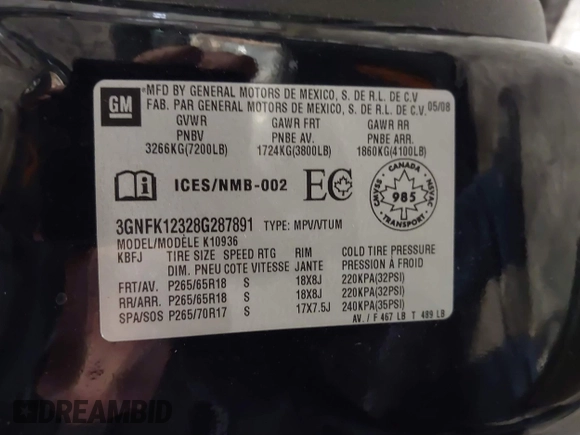 GM
MFD BY GENERAL MOTORS DE MEXICO, S. DE R.L. DE C.V
FAB. PAR GENERAL MOTORS DE MEXICO, S. DE R.L. DE C.V. 05/08
GVWR GAWR FRT GAWR RR
PNBV PNBE AV. PNBE ARR.
3266KG(7200LB) 1724KG(3800LB) 1860KG(4100LB)
ICES/NMB-002 EC CANADA CMVSS NSVAC 985 TRANSPORT
3GNFK12328G287891 TYPE: MPV/VTUM
MODEL/MODÈLE K10936
KBFJ TIRE SIZE SPEED RTG RIM COLD TIRE PRESSURE
DIM. PNEU COTE VITESSE JANTE PRESSION À FROID
FRT/AV. P265/65R18 S 18X8J 220KPA(32PSI)
RR/ARR. P265/65R18 S 18X8J 220KPA(32PSI)
SPA/SOS P265/70R17 S 17X7.5J 240KPA(35PSI)
AV. / F 467 LB T 489 LB
DREAMBID